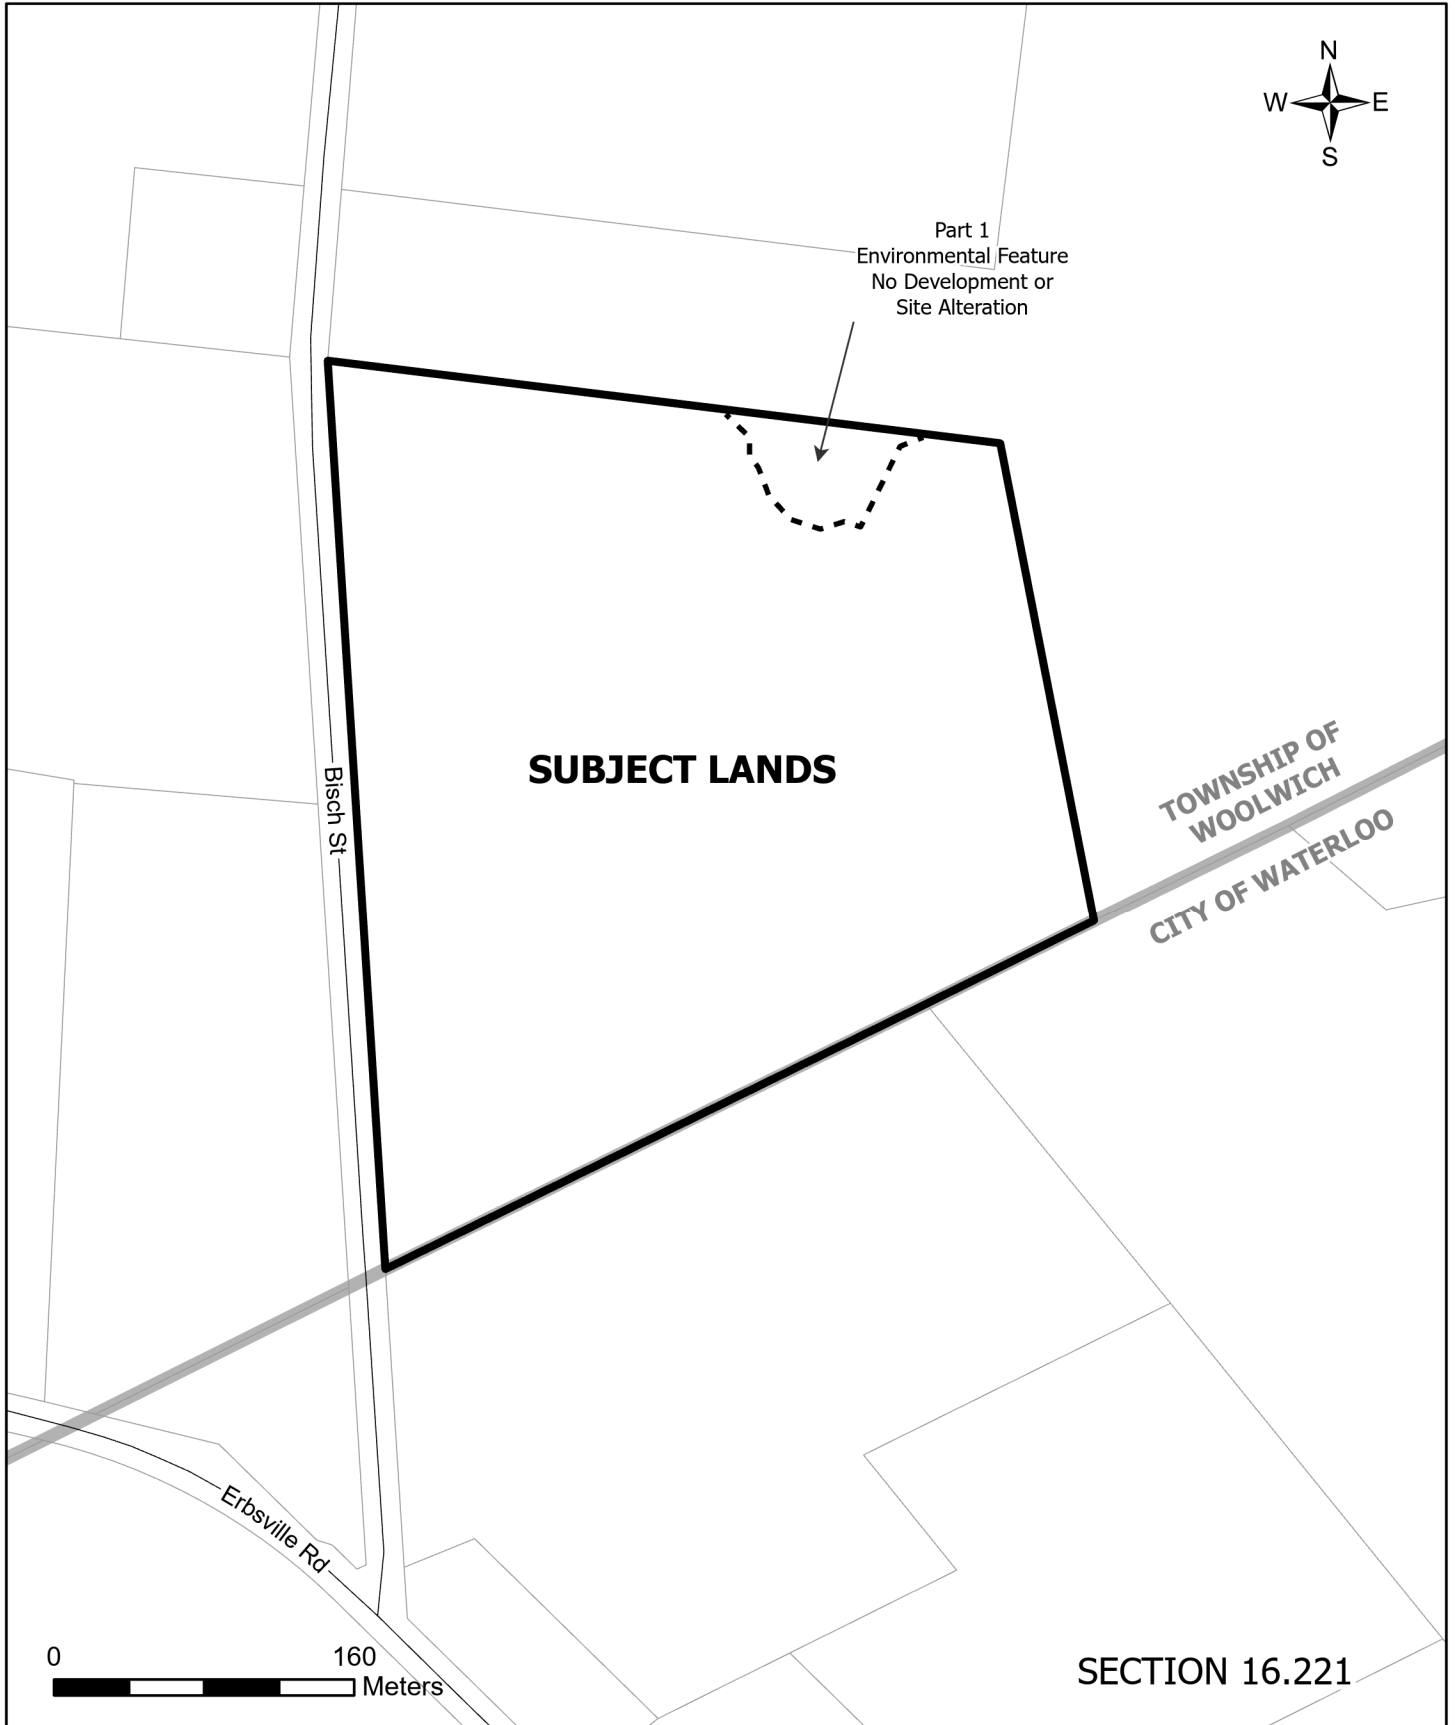 N
W E
S
Part 1
Environmental Feature
No Development or
Site Alteration
SUBJECT LANDS
Bisch St
TOWNSHIP OF
WOOLWICH
CITY OF WATERLOO
Erbsville Rd
0 160
Meters
SECTION 16.221